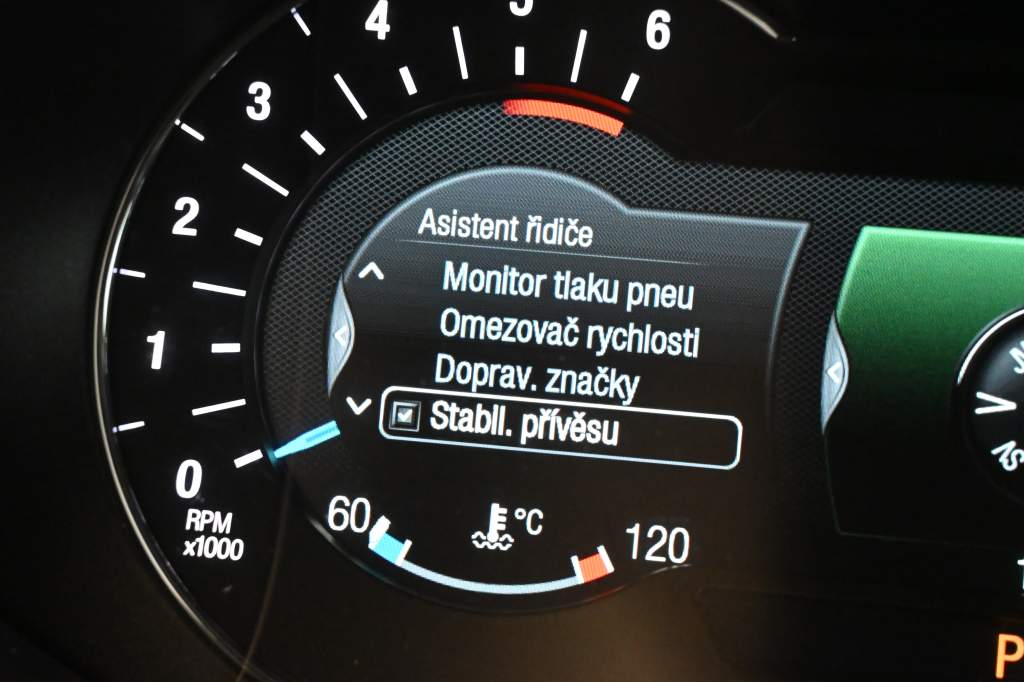 4
5
6
3
2
1
0
RPM
x1000
Asistent řidiče
Monitor tlaku pneu
Omezovač rychlosti
Doprav. značky
Stabil. přívěsu
60
°C
120
V
SV
P